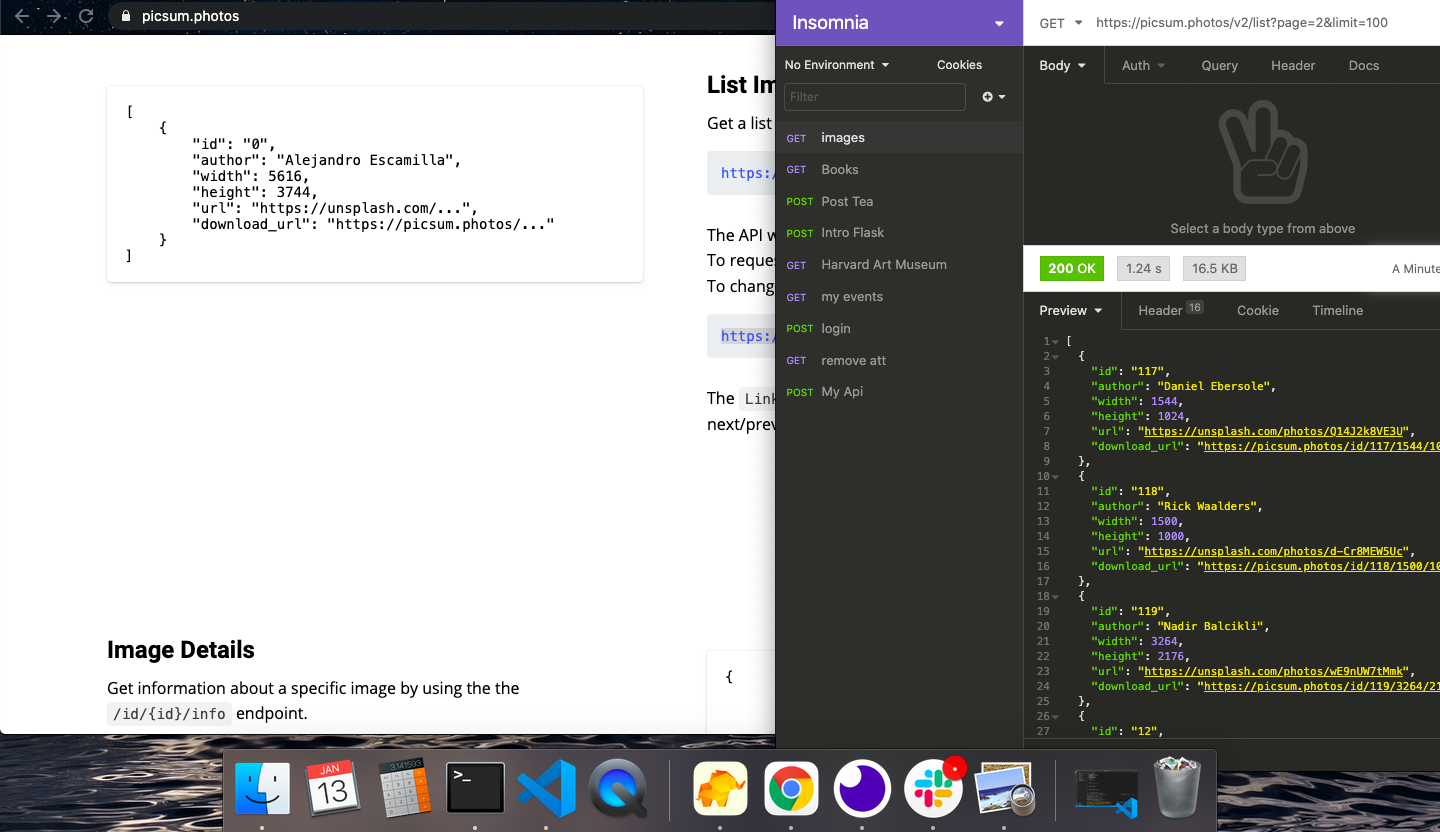 picsum.photos
[
{
"id": "0",
"author": "Alejandro Escamilla",
"width": 5616,
"height": 3744,
"url": "https://unsplash.com/...",
"download_url": "https://picsum.photos/..."
}
]
List Im
Get a list
https:/
The API w
To reques
To chang
https:/
The Link
next/prev
Image Details
Get information about a specific image by using the the
/id/{id}/info endpoint.
{
Insomnia
No Environment
Cookies
Filter
GET images
GET Books
POST Post Tea
POST Intro Flask
GET Harvard Art Museum
GET my events
POST login
GET remove att
POST My Api
GET https://picsum.photos/v2/list?page=2&limit=100
Body Auth Query Header Docs
Select a body type from above
200 OK 1.24 s 16.5 KB A Minute
Preview Header 16 Cookie Timeline
1 [
2 {
3 "id": "117",
4 "author": "Daniel Ebersole",
5 "width": 1544,
6 "height": 1024,
7 "url": "https://unsplash.com/photos/Q14J2k8VE3U",
8 "download_url": "https://picsum.photos/id/117/1544/10
9 },
10 {
11 "id": "118",
12 "author": "Rick Waalders",
13 "width": 1500,
14 "height": 1000,
15 "url": "https://unsplash.com/photos/d-Cr8MEW5Uc",
16 "download_url": "https://picsum.photos/id/118/1500/10
17 },
18 {
19 "id": "119",
20 "author": "Nadir Balcikli",
21 "width": 3264,
22 "height": 2176,
23 "url": "https://unsplash.com/photos/wE9nUW7tMmk",
24 "download_url": "https://picsum.photos/id/119/3264/21
25 },
26 {
27 "id": "12",
JAN
13
3.141593
>_